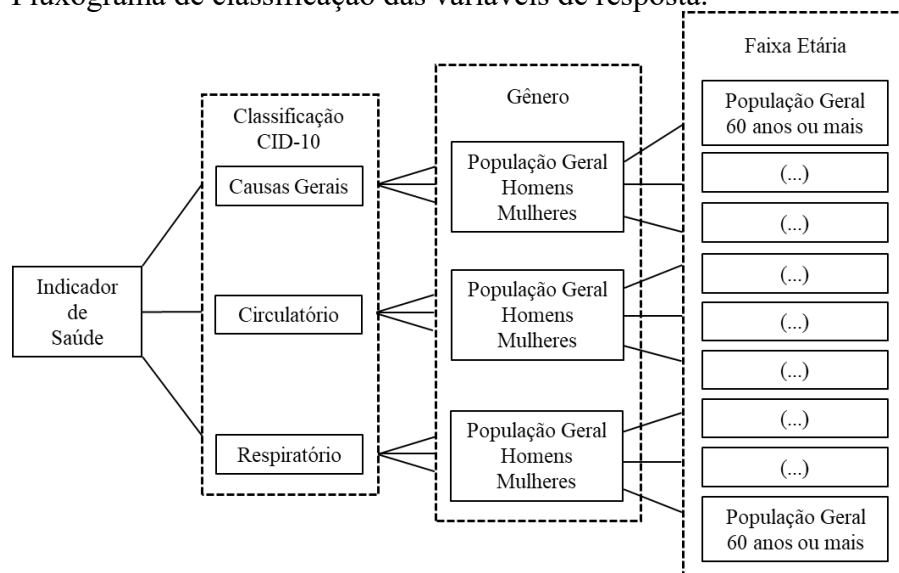 Fluxograma de classificação das variáveis de resposta.
Indicador
de
Saúde
Classificação
CID-10
Causas Gerais
Circulatório
Respiratório
Gênero
População Geral
Homens
Mulheres
População Geral
Homens
Mulheres
População Geral
Homens
Mulheres
Faixa Etária
População Geral
60 anos ou mais
(...)
(...)
(...)
(...)
(...)
(...)
(...)
População Geral
60 anos ou mais